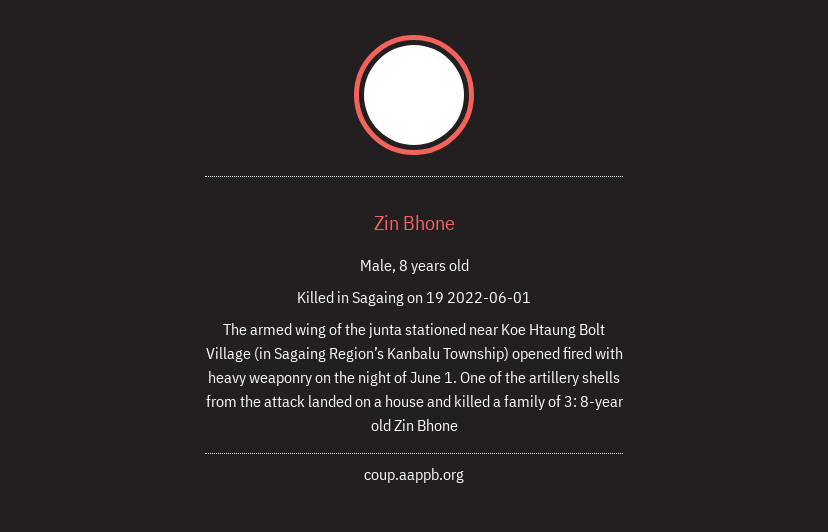 Zin Bhone
Male, 8 years old
Killed in Sagaing on 19 2022-06-01
The armed wing of the junta stationed near Koe Htaung Bolt
Village (in Sagaing Region’s Kanbalu Township) opened fired with
heavy weaponry on the night of June 1. One of the artillery shells
from the attack landed on a house and killed a family of 3: 8-year
old Zin Bhone
coup.aappb.org